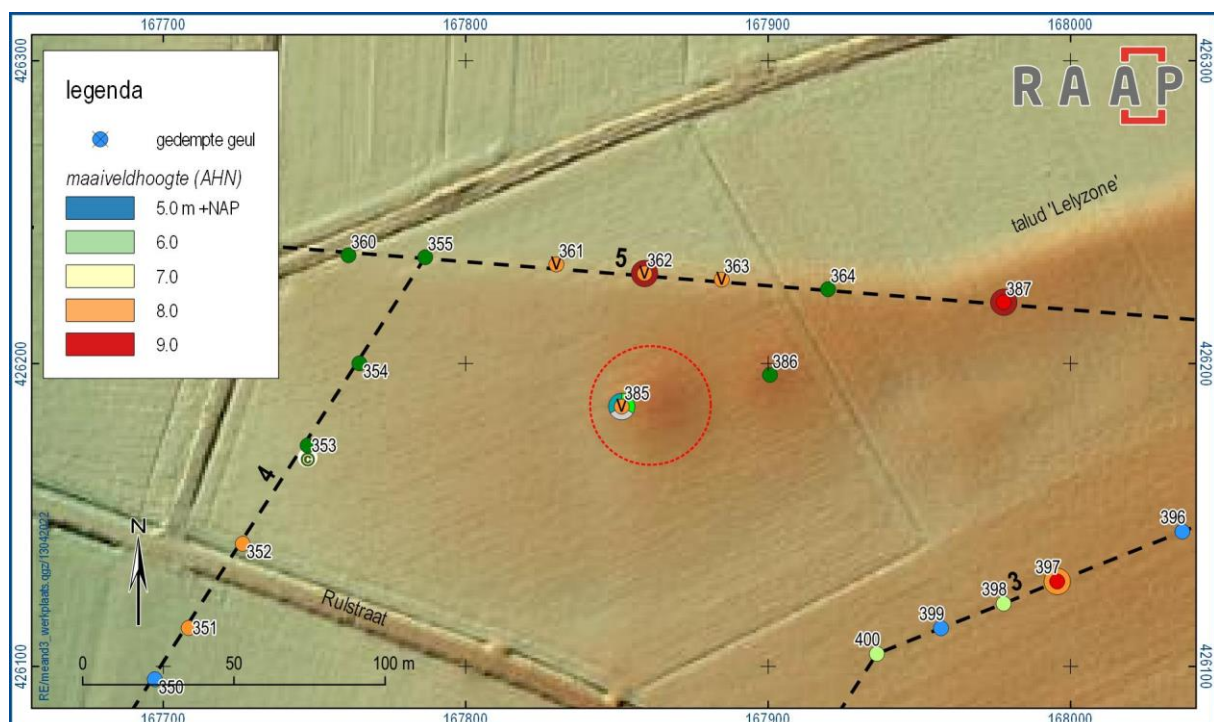 167700 167800 167900 168000
426300 426300
legenda
gedempte geul
maaiveldhoogte (AHN)
5.0 m +NAP
6.0
7.0
8.0
9.0
RAAP
talud 'Lelyzone'
360 355 361 5 362 363 364 387
V V V
426200 426200
354 386
385
V
353
C
4
352
N
351
350
Rulstraat
396
397
3
398
399
400
0 50 100 m
426100 426100
RE/meand3_werkplaats.qgz/13042022
167700 167800 167900 168000